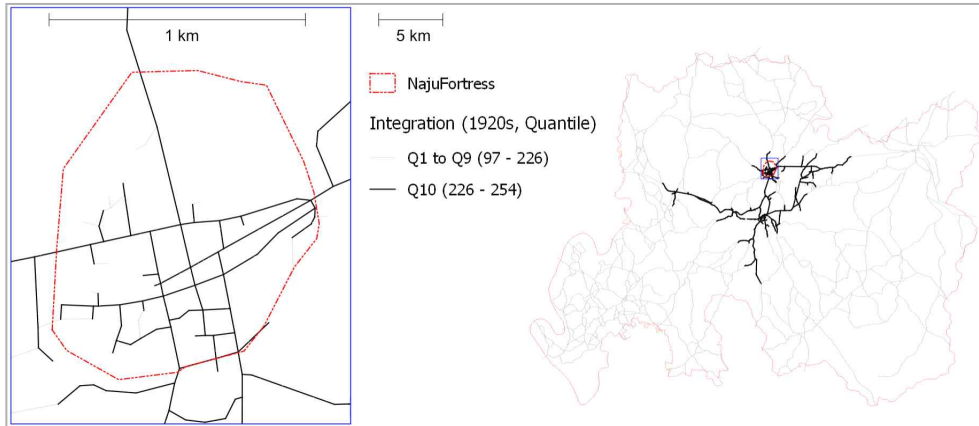 1 km
5 km
NajuFortress
Integration (1920s, Quantile)
Q1 to Q9 (97 - 226)
Q10 (226 - 254)